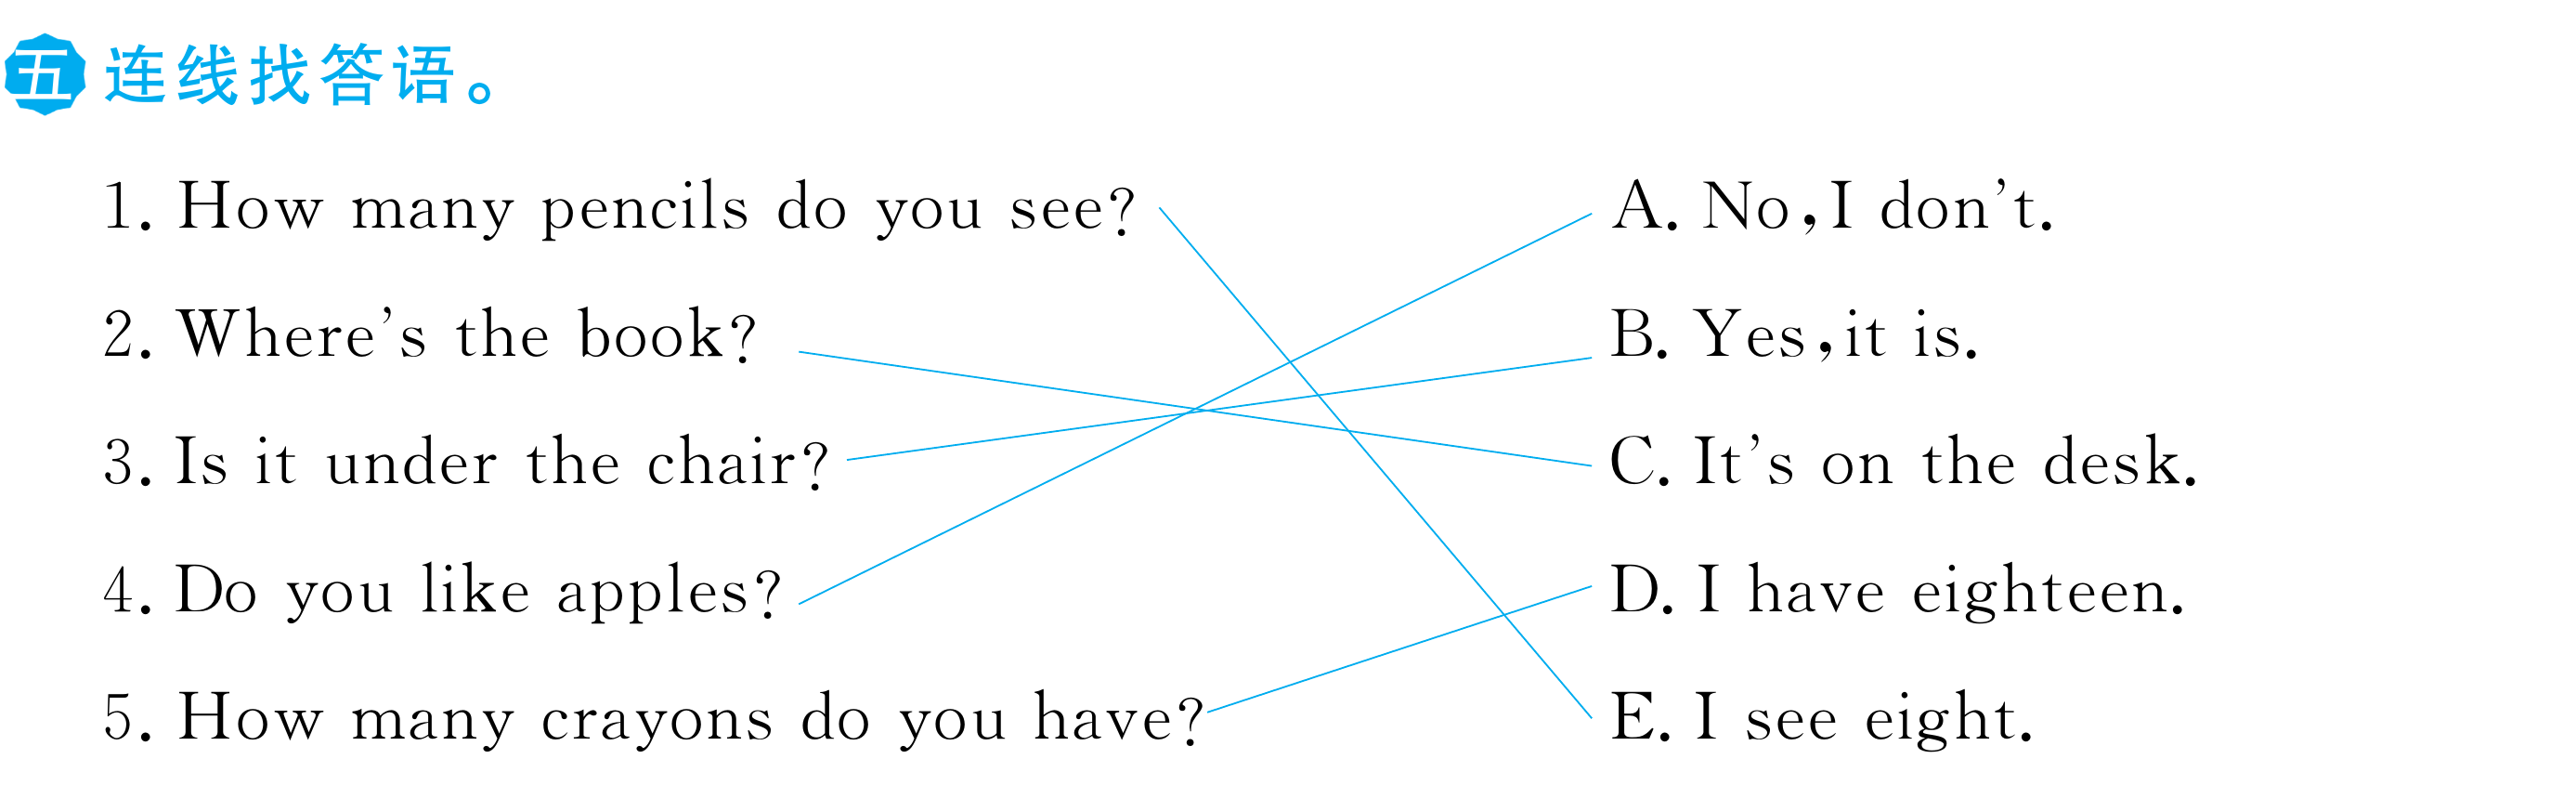 五 连线找答语。
1. How many pencils do you see?
A. No,I don't.
2. Where's the book?
B. Yes,it is.
3. Is it under the chair?
C. It's on the desk.
4. Do you like apples?
D. I have eighteen.
5. How many crayons do you have?
E. I see eight.